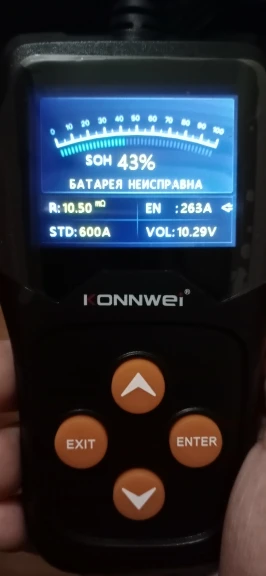 0 10 20 30 40 50 60 70 80 90 100
SOH 43%
БАТАРЕЯ НЕИСПРАВНА
R: 10.50 mΩ EN :263A
STD: 600A VOL: 10.29V
KONNWEI®
EXIT ENTER